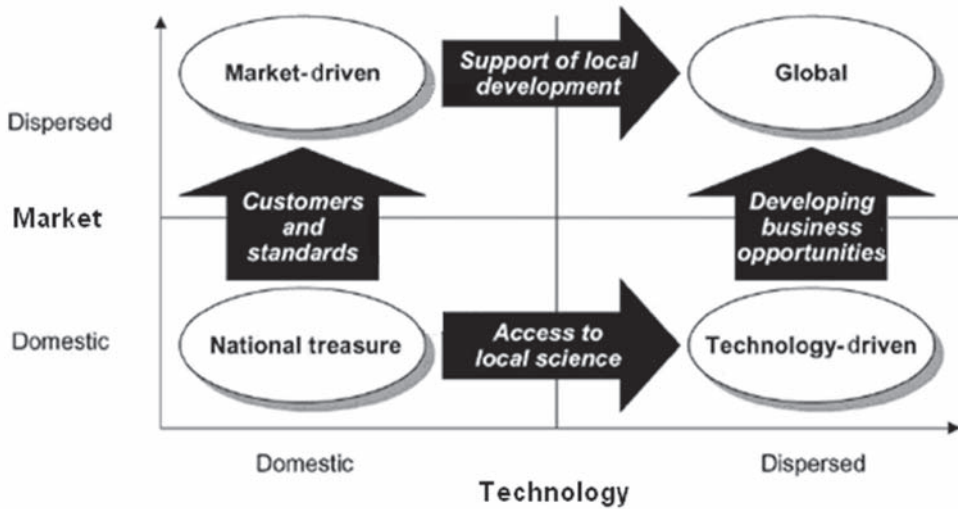 Market-driven
Support of local
development
Global
Dispersed
Market
Customers
and
standards
Developing
business
opportunities
Domestic
National treasure
Access to
local science
Technology-driven
Domestic
Dispersed
Technology